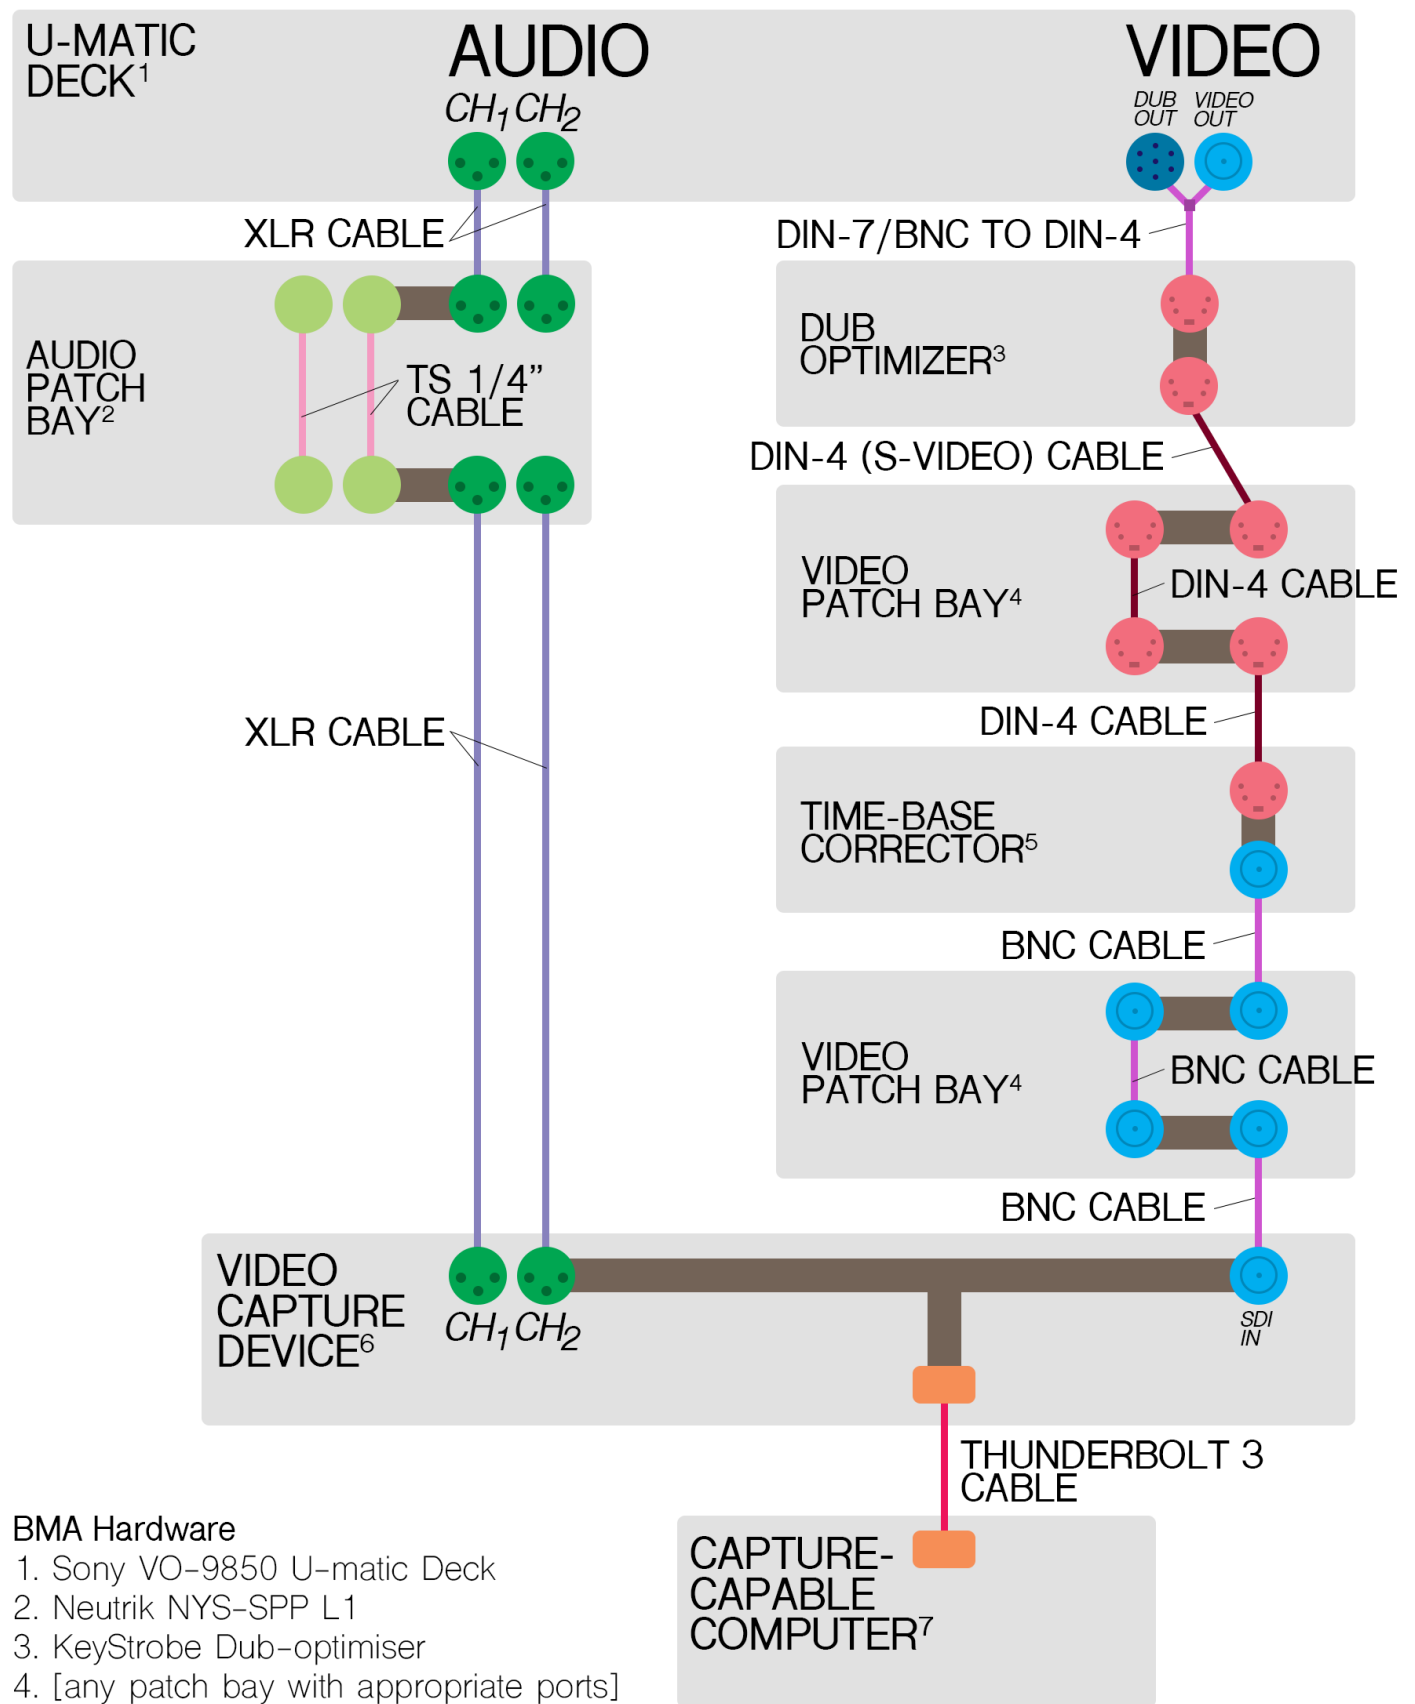 U-MATIC
DECK¹
AUDIO
VIDEO
CH₁ CH₂
DUB
OUT
VIDEO
OUT
XLR CABLE
DIN-7/BNC TO DIN-4
AUDIO
PATCH
BAY²
TS 1/4”
CABLE
DUB
OPTIMIZER³
DIN-4 (S-VIDEO) CABLE
VIDEO
PATCH BAY⁴
DIN-4 CABLE
XLR CABLE
DIN-4 CABLE
TIME-BASE
CORRECTOR⁵
BNC CABLE
VIDEO
PATCH BAY⁴
BNC CABLE
BNC CABLE
VIDEO
CAPTURE
DEVICE⁶
CH₁ CH₂
SDI
IN
THUNDERBOLT 3
CABLE
CAPTURE-
CAPABLE
COMPUTER⁷
BMA Hardware
1. Sony VO-9850 U-matic Deck
2. Neutrik NYS-SPP L1
3. KeyStrobe Dub-optimiser
4. [any patch bay with appropriate ports]